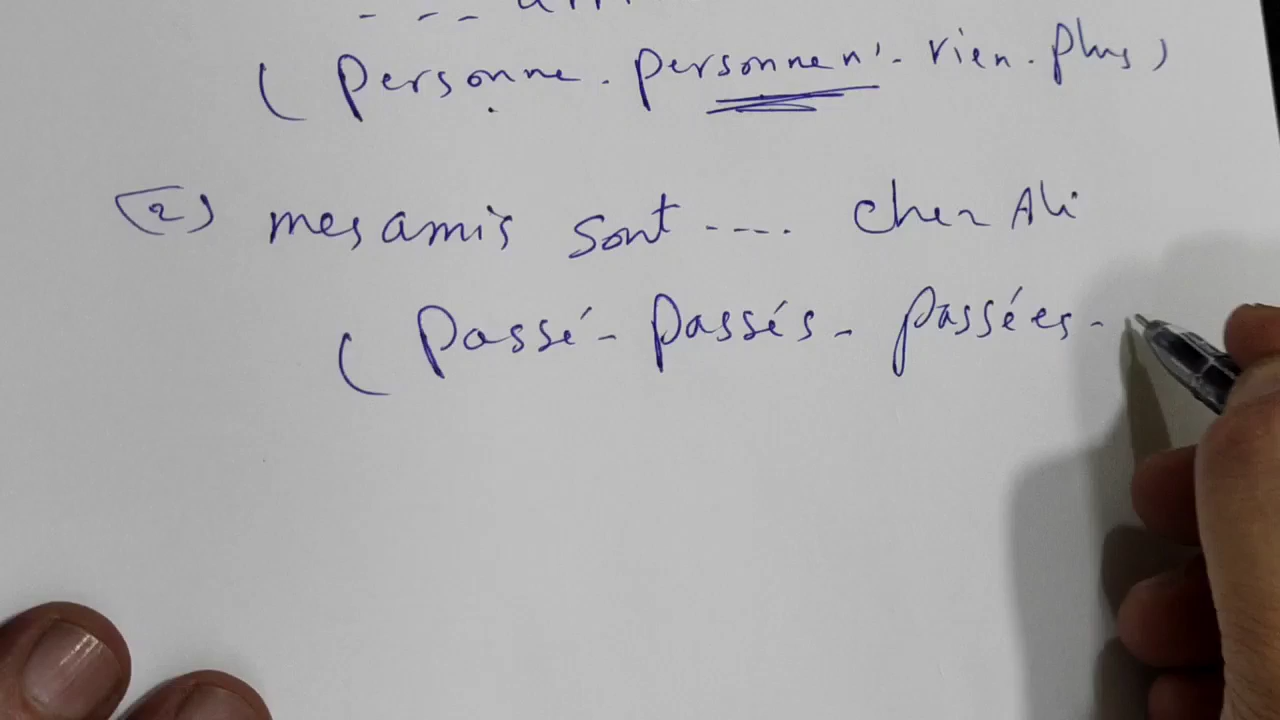 ( personne . personne n' - rien . plus )
(2) mes amis sont .... chez Ali
( passé - passés - passées -